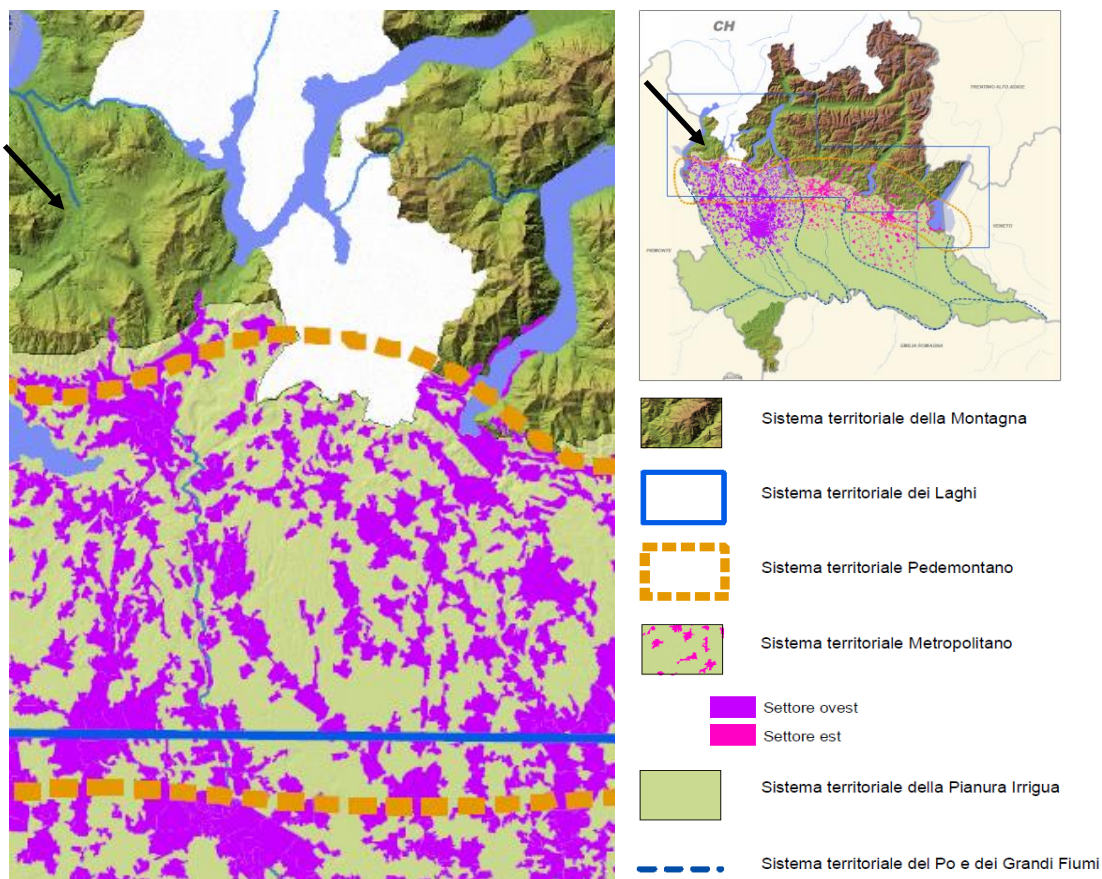 CH
TRENTINO ALTO ADIGE
VENETO
PIEMONTE
EMILIA ROMAGNA
Sistema territoriale della Montagna
Sistema territoriale dei Laghi
Sistema territoriale Pedemontano
Sistema territoriale Metropolitano
Settore ovest
Settore est
Sistema territoriale della Pianura Irrigua
Sistema territoriale del Po e dei Grandi Fiumi